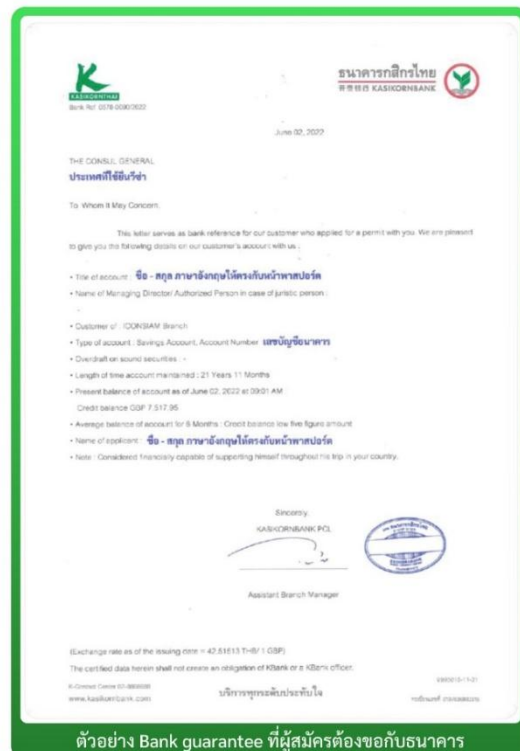 KASIKORNTHAI
ธนาคารกสิกรไทย
开泰银行 KASIKORNBANK
June 02, 2022
THE CONSUL GENERAL
ประเทศที่ใช้ยื่นวีซ่า
To Whom It May Concern,
This letter serves as bank reference for our customer who applied for a permit with you. We are pleased
to give you the following details on our customer's account with us :
• Title of account : ชื่อ - สกุล ภาษาอังกฤษให้ตรงกับหน้าพาสปอร์ต
• Name of Managing Director/ Authorized Person in case of juristic person :
-
• Customer of : ICONSIAM Branch
• Type of account : Savings Account, Account Number เลขบัญชีธนาคาร
• Overdraft on sound securities : -
• Length of time account maintained : 21 Years 11 Months
• Present balance of account as of June 02, 2022 at 09:01 AM
Credit balance GBP 7,517.95
• Average balance of account for 6 Months : Credit balance low five figure amount
• Name of applicant : ชื่อ - สกุล ภาษาอังกฤษให้ตรงกับหน้าพาสปอร์ต
• Note : Considered financially capable of supporting himself throughout his trip in your country.
Sincerely,
KASIKORNBANK PCL
Assistant Branch Manager
(Exchange rate as of the issuing date = 42.81513 THB/ 1 GBP)
The certified data herein shall not create an obligation of KBank or a KBank officer.
K-Contact Center 02-8888888
www.kasikornbank.com
บริการทุกระดับประทับใจ
ตัวอย่าง Bank guarantee ที่ผู้สมัครต้องขอกับธนาคาร